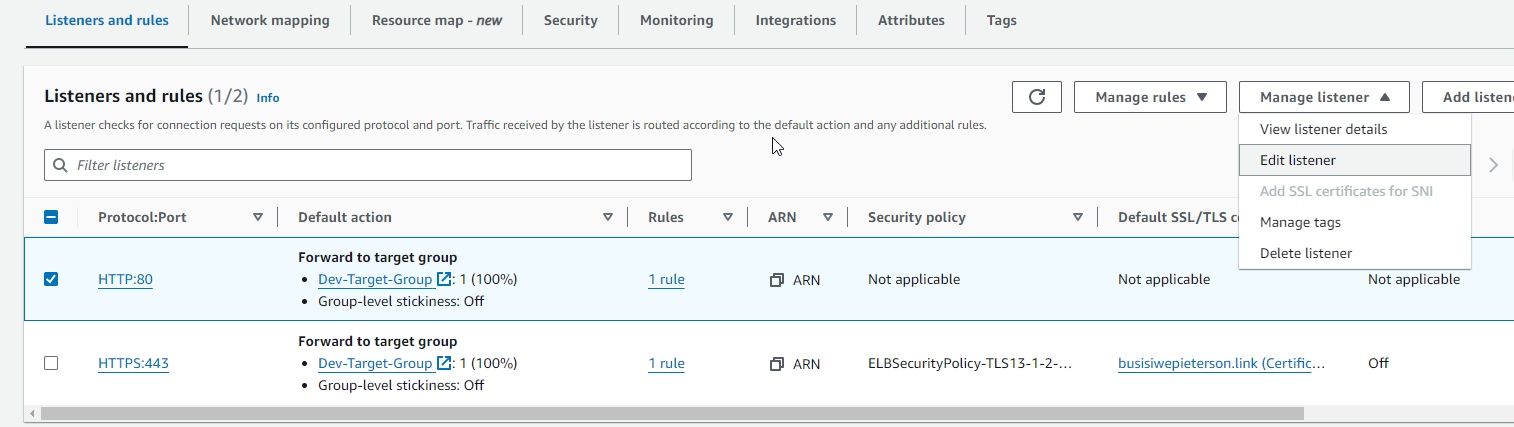 Listeners and rules Network mapping Resource map - new Security Monitoring Integrations Attributes Tags
Listeners and rules (1/2) Info
Manage rules Manage listener Add listene
A listener checks for connection requests on its configured protocol and port. Traffic received by the listener is routed according to the default action and any additional rules.
View listener details
Edit listener
Add SSL certificates for SNI
Manage tags
Delete listener
Filter listeners
Protocol:Port Default action Rules ARN Security policy Default SSL/TLS c
Forward to target group
HTTP:80 • Dev-Target-Group : 1 (100%) 1 rule ARN Not applicable Not applicable Not applicable
• Group-level stickiness: Off
Forward to target group
HTTPS:443 • Dev-Target-Group : 1 (100%) 1 rule ARN ELBSecurityPolicy-TLS13-1-2-... busisiwepieterson.link (Certific... Off
• Group-level stickiness: Off